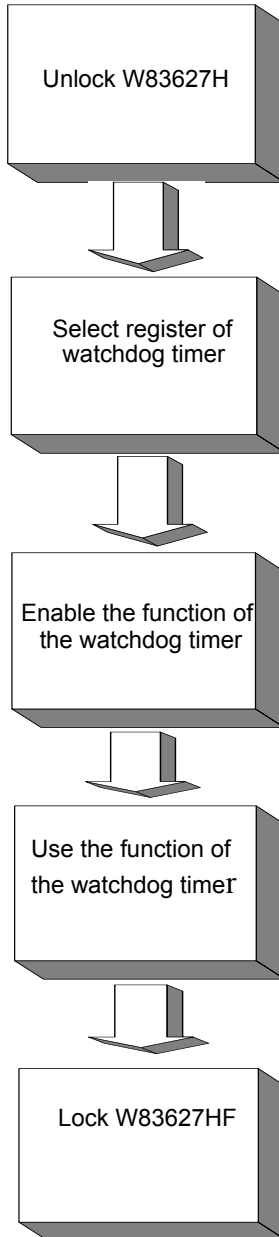 Unlock W83627H
Select register of
watchdog timer
Enable the function of
the watchdog timer
Use the function of
the watchdog timer
Lock W83627HF